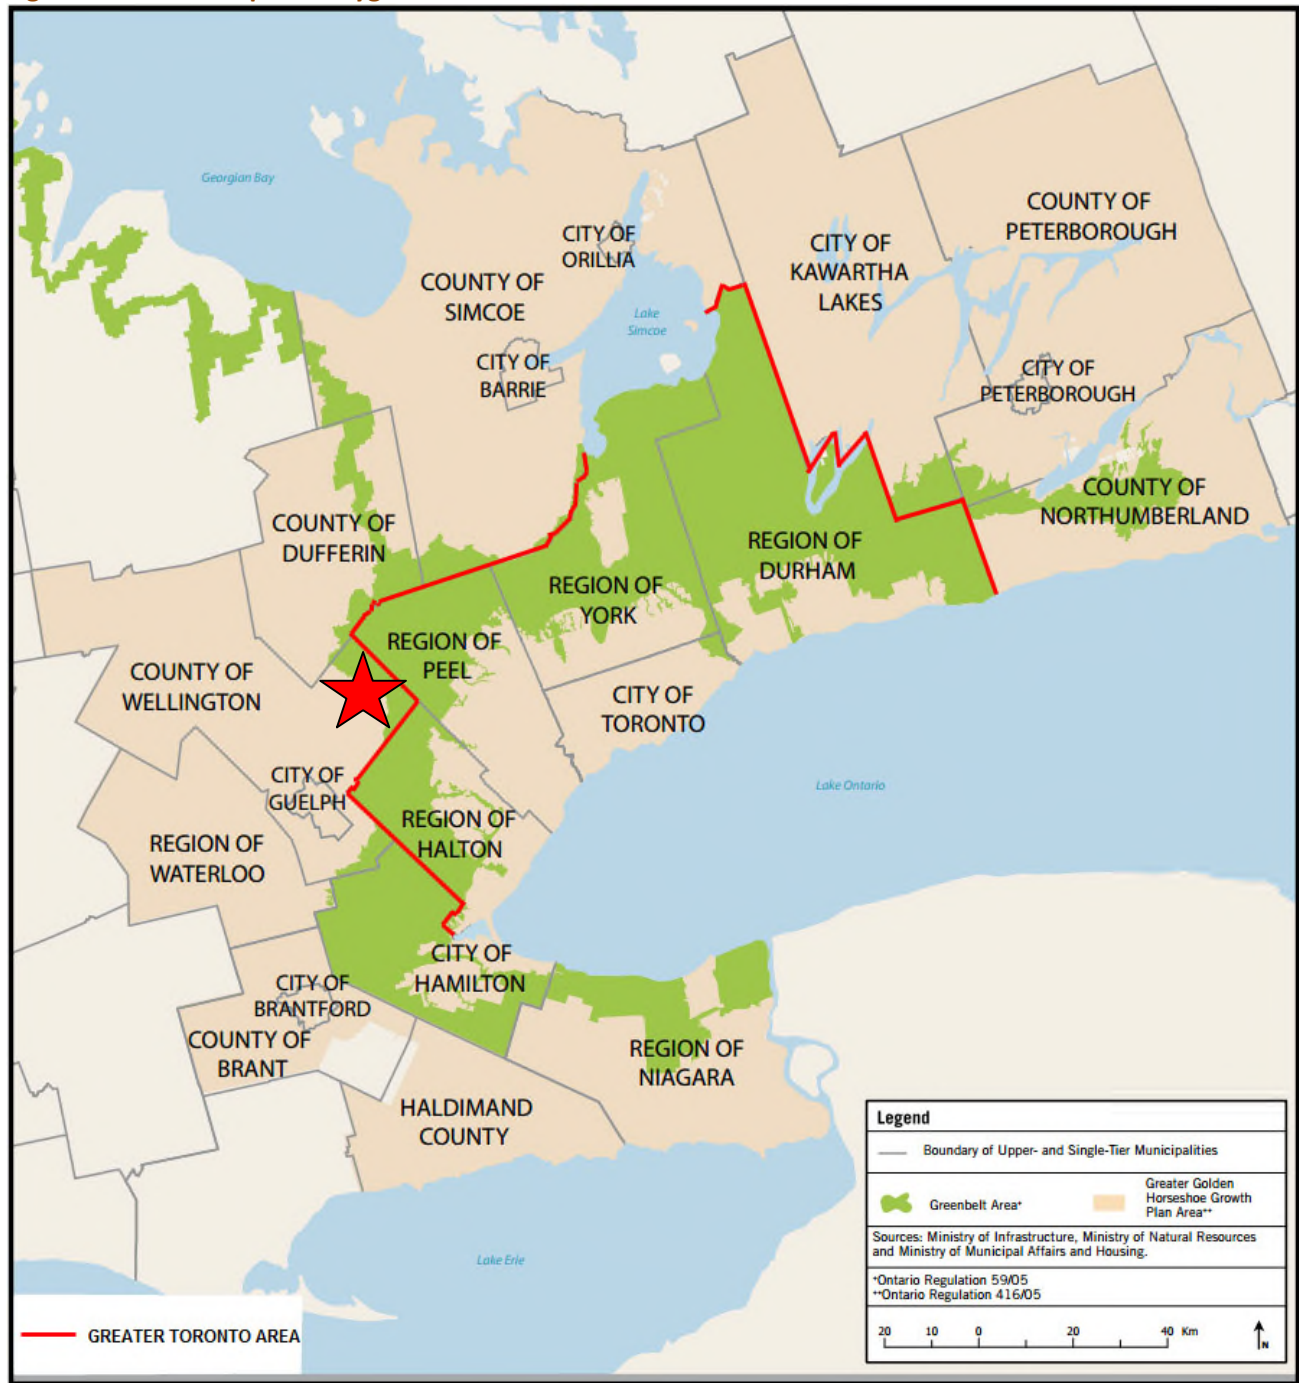 Georgian Bay
COUNTY OF
PETERBOROUGH
CITY OF
ORILLIA
CITY OF
KAWARTHA
LAKES
COUNTY OF
SIMCOE
Lake
Simcoe
CITY OF
BARRIE
CITY OF
PETERBOROUGH
COUNTY OF
NORTHUMBERLAND
COUNTY OF
DUFFERIN
REGION OF
DURHAM
REGION OF
YORK
REGION OF
PEEL
COUNTY OF
WELLINGTON
CITY OF
TORONTO
CITY OF
GUELPH
Lake Ontario
REGION OF
HALTON
REGION OF
WATERLOO
CITY OF
HAMILTON
CITY OF
BRANTFORD
COUNTY OF
BRANT
REGION OF
NIAGARA
HALDIMAND
COUNTY
Lake Erie
GREATER TORONTO AREA
Legend
Boundary of Upper- and Single-Tier Municipalities
Greenbelt Area*
Greater Golden
Horseshoe Growth
Plan Area**
Sources: Ministry of Infrastructure, Ministry of Natural Resources
and Ministry of Municipal Affairs and Housing.
*Ontario Regulation 59/05
**Ontario Regulation 416/05
20 10 0 20 40 Km
N